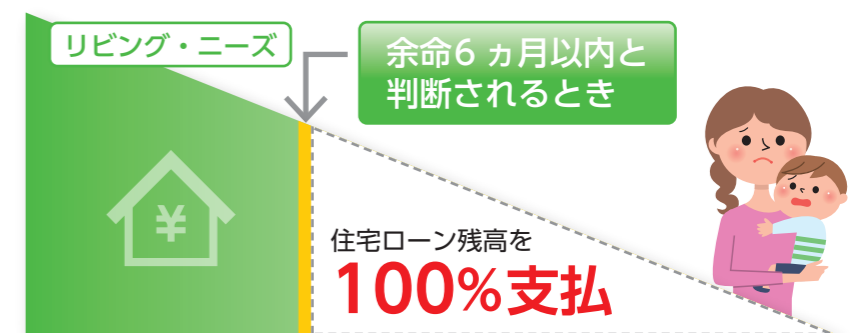 リビング・ニーズ
余命6 ヵ月以内と
判断されるとき
¥
住宅ローン残高を
100%支払